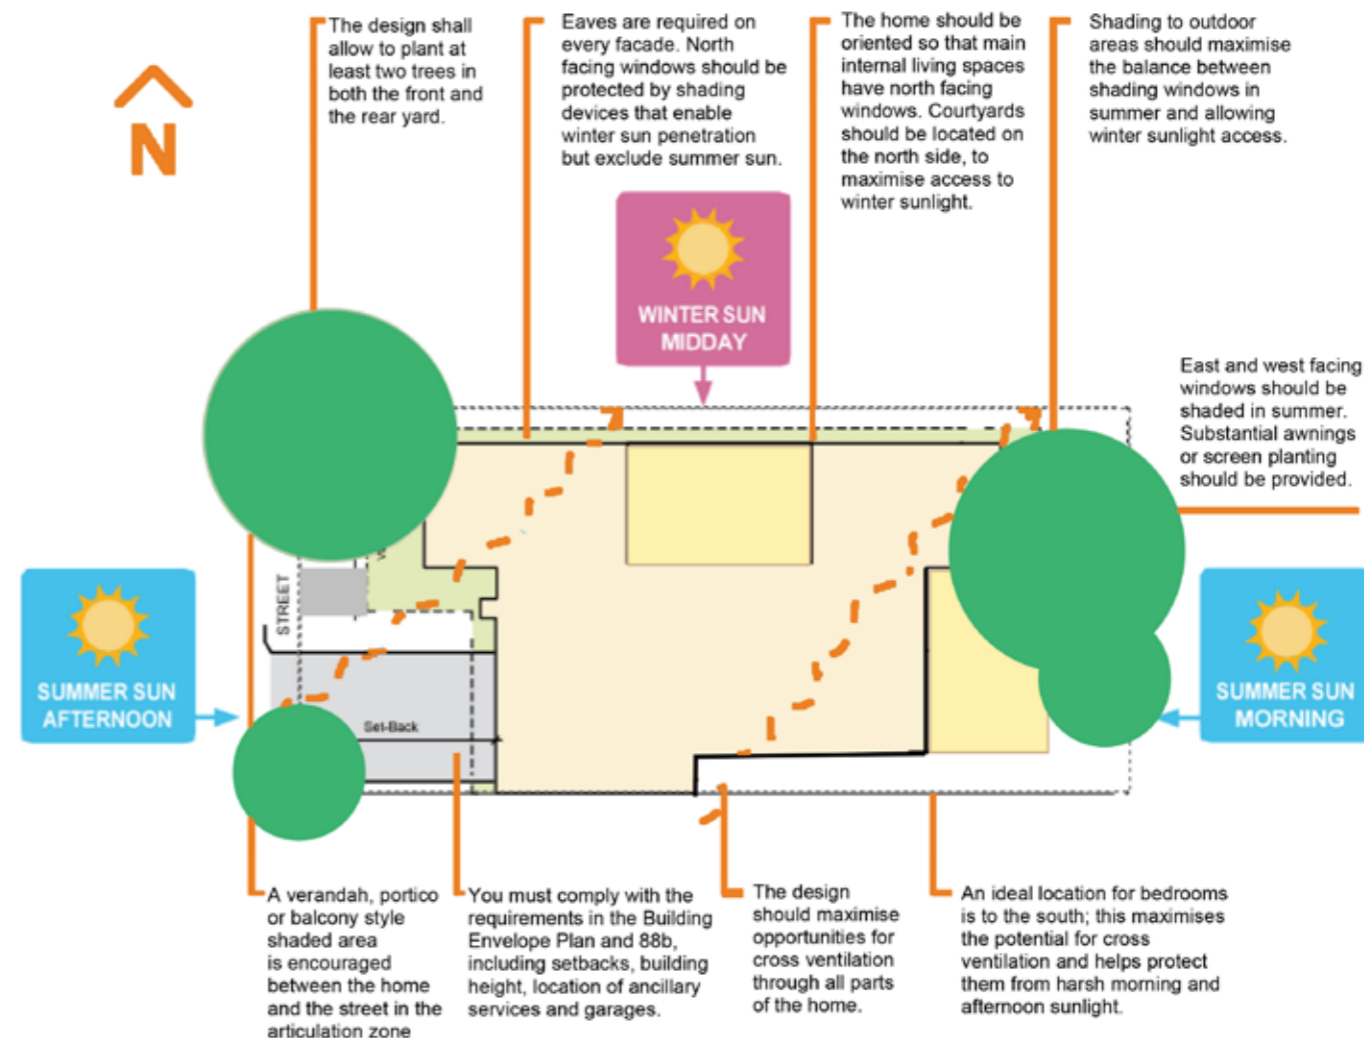 The design shall
allow to plant at
least two trees in
both the front and
the rear yard.
Eaves are required on
every facade. North
facing windows should be
protected by shading
devices that enable
winter sun penetration
but exclude summer sun.
The home should be
oriented so that main
internal living spaces
have north facing
windows. Courtyards
should be located on
the north side, to
maximise access to
winter sunlight.
Shading to outdoor
areas should maximise
the balance between
shading windows in
summer and allowing
winter sunlight access.
N
WINTER SUN
MIDDAY
East and west facing
windows should be
shaded in summer.
Substantial awnings
or screen planting
should be provided.
STREET
SUMMER SUN
AFTERNOON
SUMMER SUN
MORNING
Set-Back
A verandah, portico
or balcony style
shaded area
is encouraged
between the home
and the street in the
articulation zone
You must comply with the
requirements in the Building
Envelope Plan and 88b,
including setbacks, building
height, location of ancillary
services and garages.
The design
should maximise
opportunities for
cross ventilation
through all parts
of the home.
An ideal location for bedrooms
is to the south; this maximises
the potential for cross
ventilation and helps protect
them from harsh morning and
afternoon sunlight.